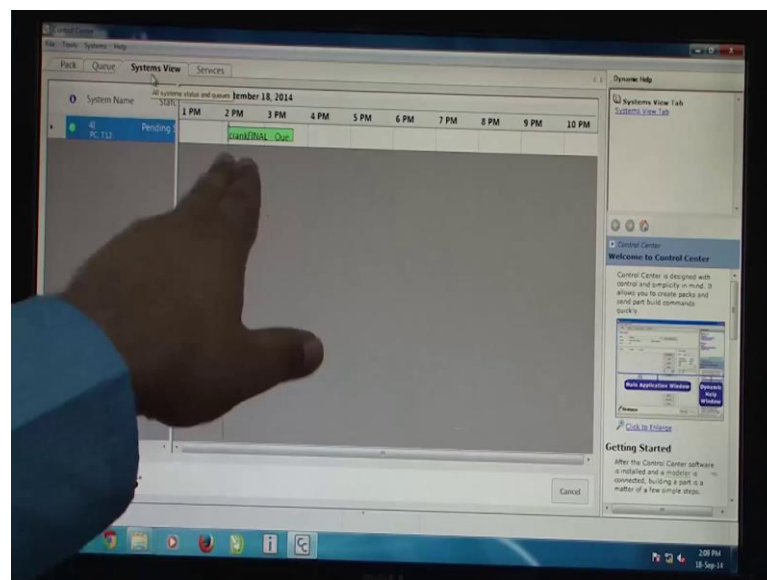 Control Center
File Tools Systems Help
Pack Queue Systems View Services
All systems status and queues
tember 18, 2014
System Name
1 PM 2 PM 3 PM 4 PM 5 PM 6 PM 7 PM 8 PM 9 PM 10 PM
Pending S
PC, T12
crankFINAL - Que
Cancel
Dynamic Help
Systems View Tab
Systems View Tab
Control Center
Welcome to Control Center
Control Center is designed with
control and simplicity in mind. It
allows you to create packs and
send part build commands
quickly.
Main Application Window
Dynamic
Help
Window
Click to Enlarge
Getting Started
After the Control Center software
is installed and a modeler is
connected, building a part is a
matter of a few simple steps.
2:09 PM
18-Sep-14